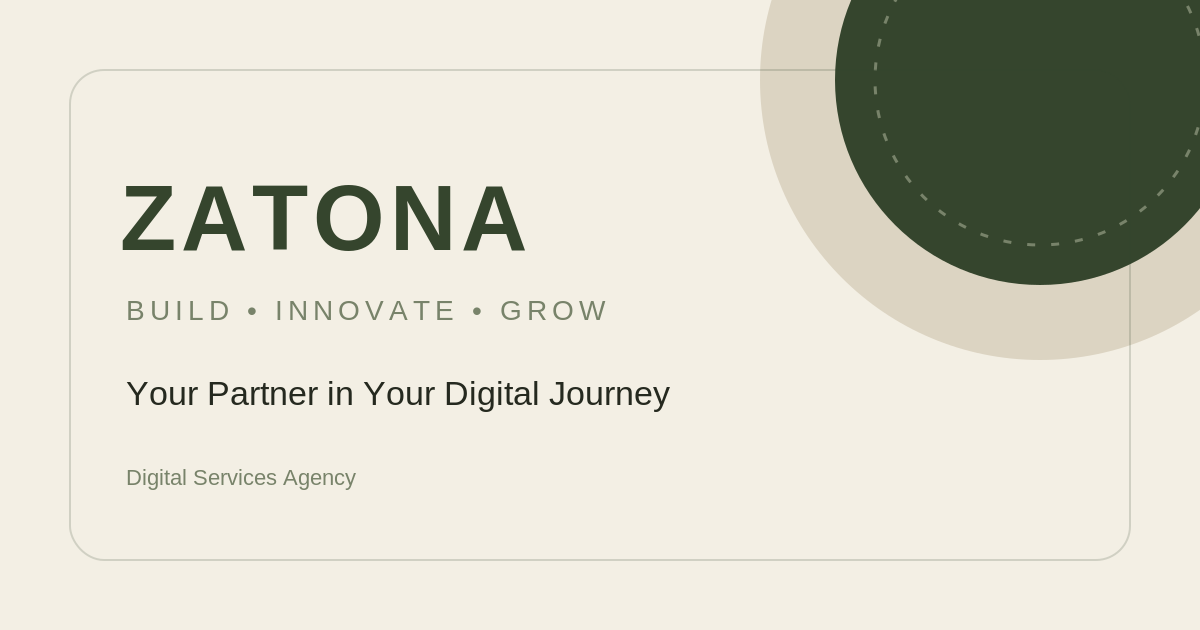 ZATONA
BUILD • INNOVATE • GROW
Your Partner in Your Digital Journey
Digital Services Agency